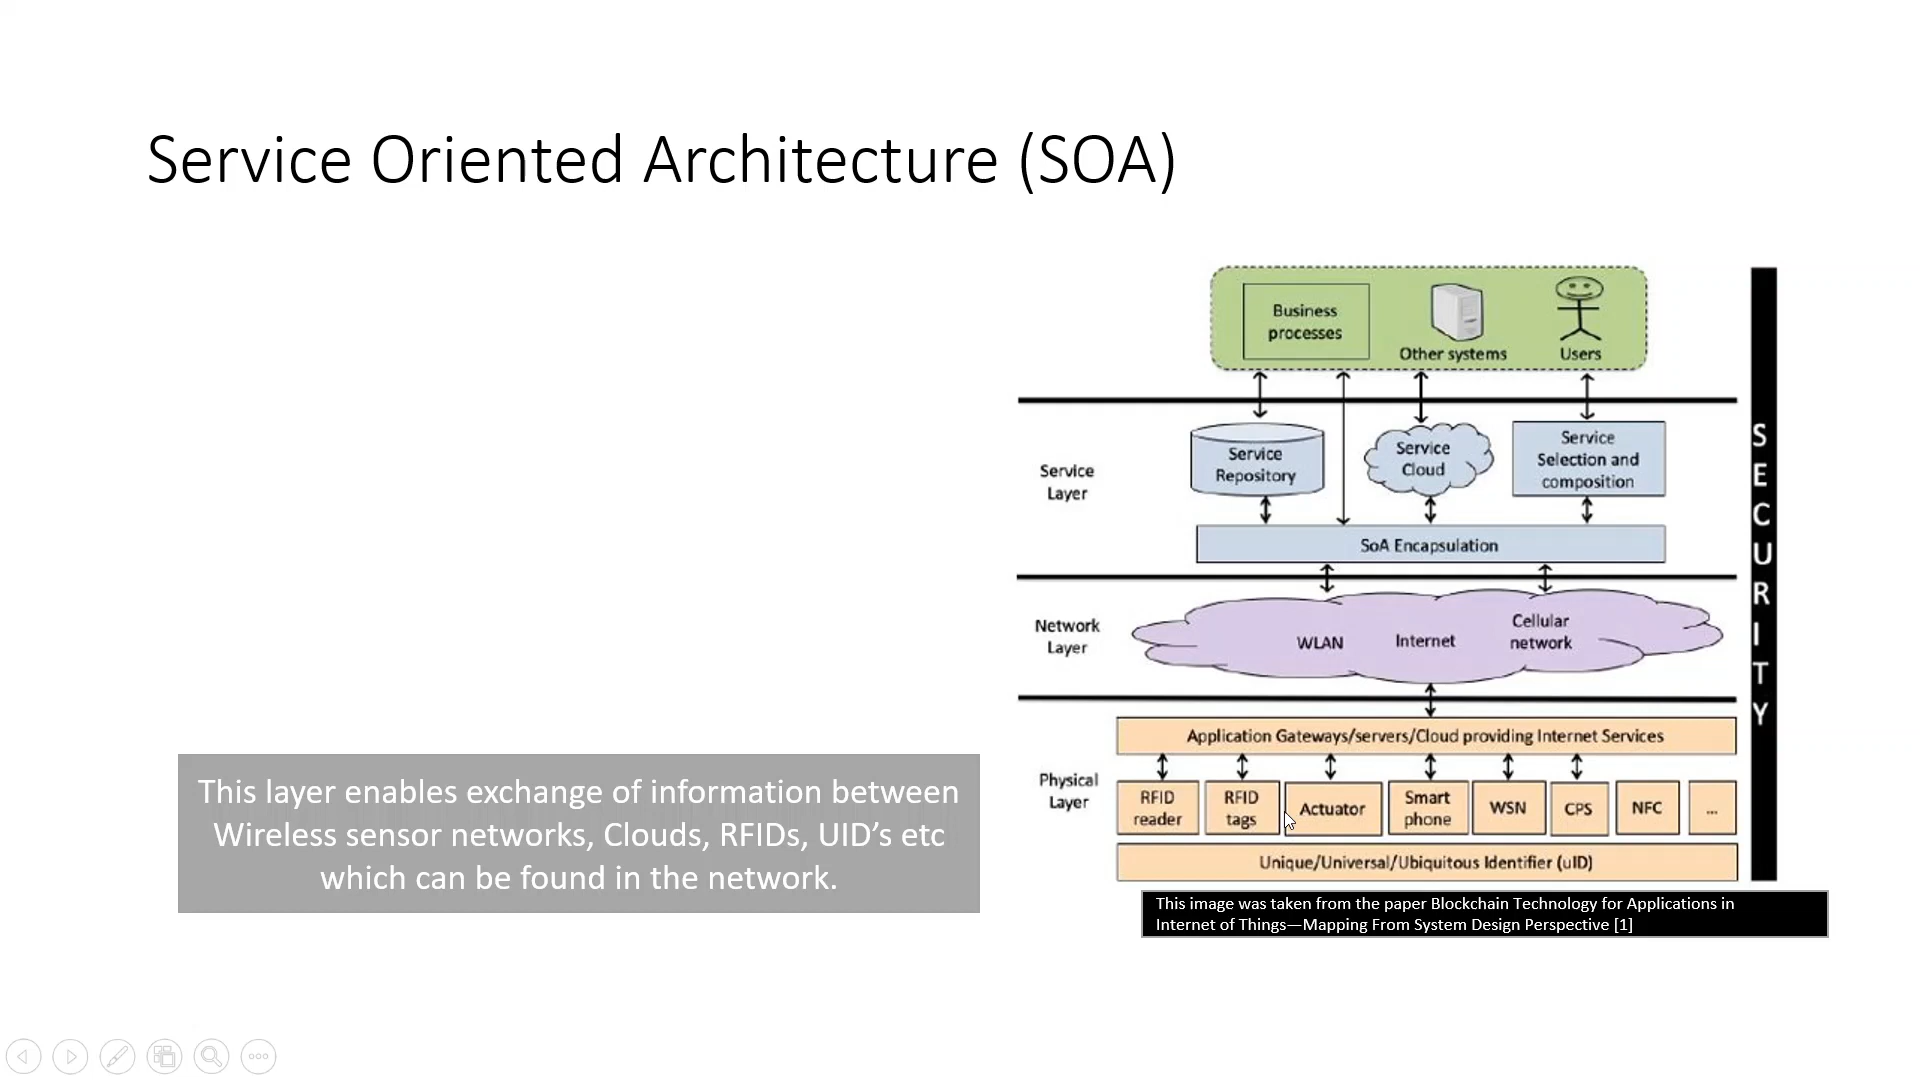 Service Oriented Architecture (SOA)
Business
processes
Other systems
Users
Service
Layer
Service
Repository
Service
Cloud
Service
Selection and
composition
SoA Encapsulation
Network
Layer
WLAN
Internet
Cellular
network
Physical
Layer
Application Gateways/servers/Cloud providing Internet Services
RFID
reader
RFID
tags
Actuator
Smart
phone
WSN
CPS
NFC
...
Unique/Universal/Ubiquitous Identifier (uID)
SECURITY
This layer enables exchange of information between
Wireless sensor networks, Clouds, RFIDs, UID’s etc
which can be found in the network.
This image was taken from the paper Blockchain Technology for Applications in
Internet of Things—Mapping From System Design Perspective [1]